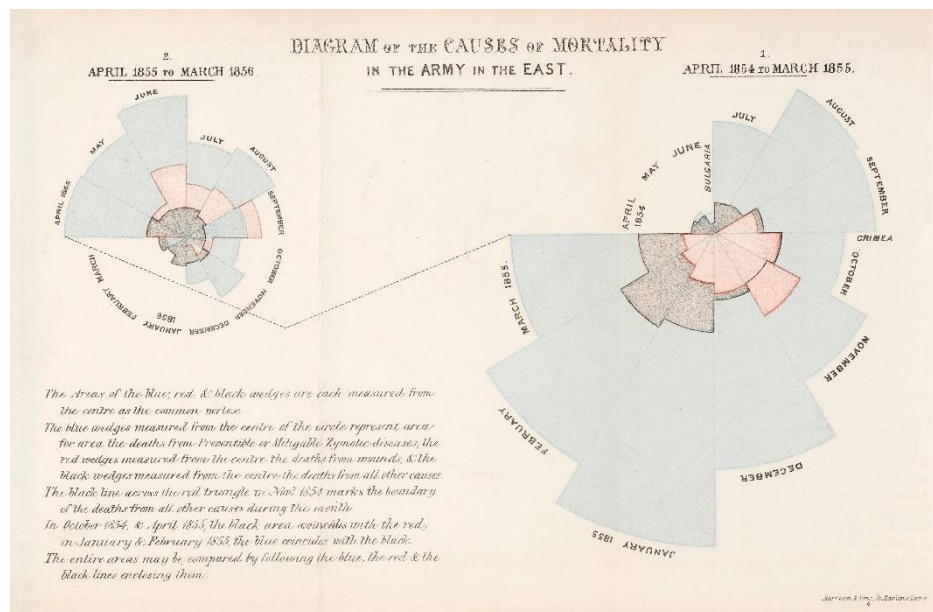 DIAGRAM OF THE CAUSES OF MORTALITY
IN THE ARMY IN THE EAST.
2.
APRIL 1855 TO MARCH 1856.
1.
APRIL 1854 TO MARCH 1855.
APRIL 1855
MAY
JUNE
JULY
AUGUST
SEPTEMBER
OCTOBER
NOVEMBER
DECEMBER
JANUARY
1856
FEBRUARY
MARCH
APRIL
1854
MAY
JUNE
BULGARIA
JULY
AUGUST
SEPTEMBER
CRIMEA
OCTOBER
NOVEMBER
DECEMBER
JANUARY 1855
FEBRUARY
MARCH 1855.
The Areas of the blue, red, & black wedges are each measured from
the centre as the common vertex.
The blue wedges measured from the centre of the circle represent area
for area the deaths from Preventible or Mitigable Zymotic diseases, the
red wedges measured from the centre the deaths from wounds, & the
black wedges measured from the centre the deaths from all other causes.
The black line across the red triangle in Novr. 1854 marks the boundary
of the deaths from all other causes during the month.
In October 1854, & April 1855, the black area coincides with the red,
in January & February 1855, the blue coincides with the black.
The entire areas may be compared by following the blue, the red & the
black lines enclosing them.
Harrison & Sons, St Martins Lane